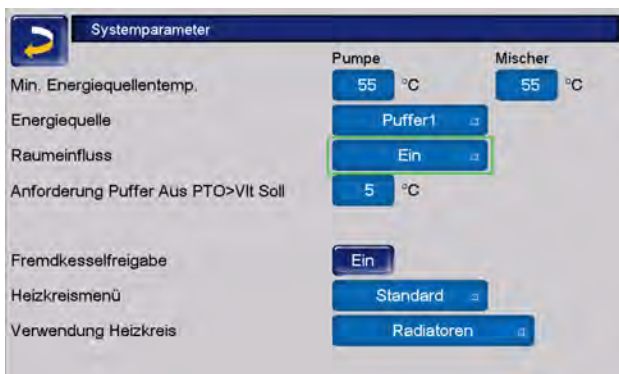 Systemparameter
Pumpe Mischer
Min. Energiequellentemp. 55 °C 55 °C
Energiequelle Puffer1
Raumeinfluss Ein
Anforderung Puffer Aus PTO>Vlt Soll 5 °C
Fremdkesselfreigabe Ein
Heizkreismenü Standard
Verwendung Heizkreis Radiatoren